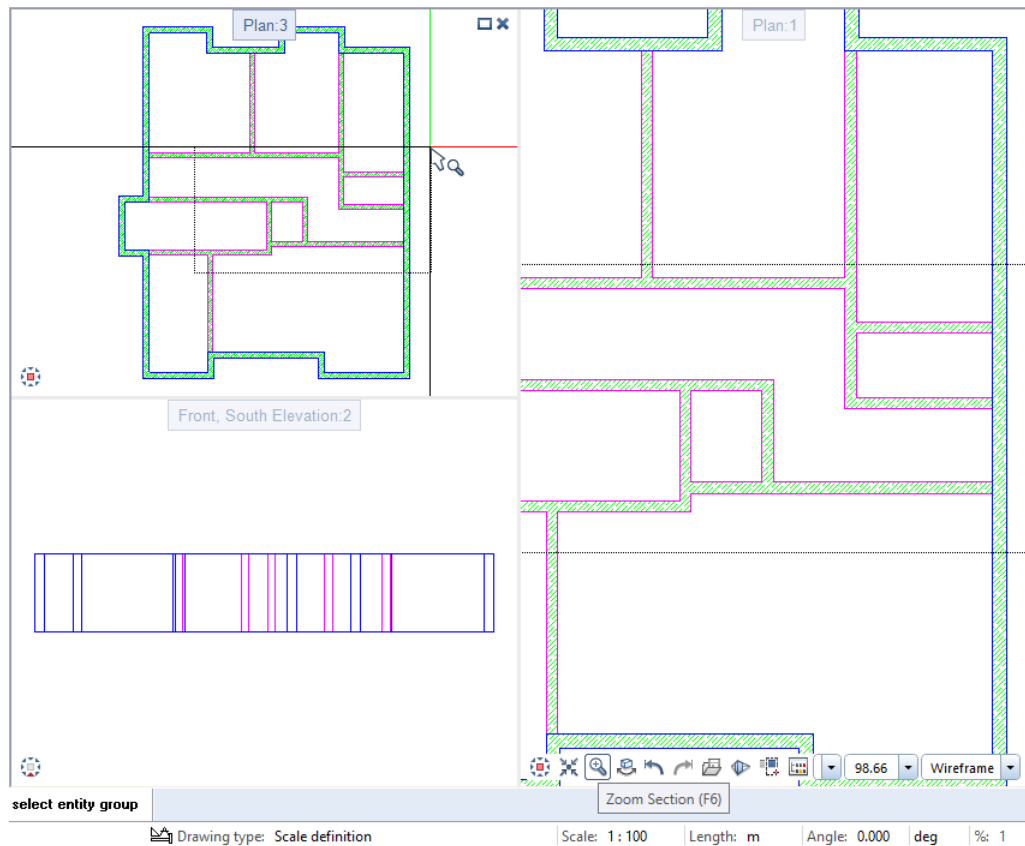 Plan:3
Plan:1
Front, South Elevation:2
98.66
Wireframe
Zoom Section (F6)
select entity group
Drawing type: Scale definition Scale: 1 : 100 Length: m Angle: 0.000 deg %: 1